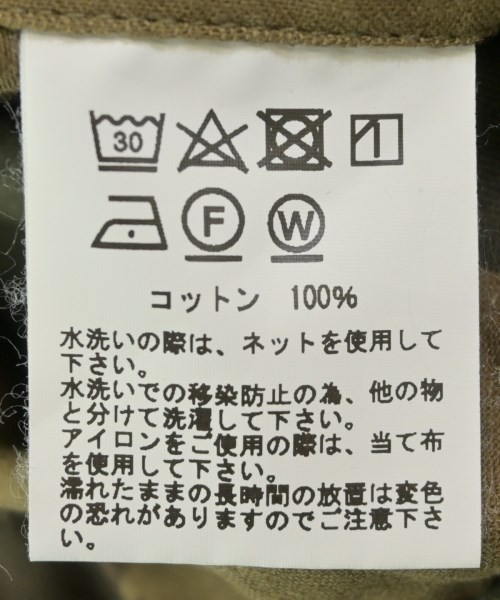 30
F W
コットン 100%
水洗いの際は、ネットを使用して
下さい。
水洗いでの移染防止の為、他の物
と分けて洗濯して下さい。
アイロンをご使用の際は、当て布
を使用して下さい。
濡れたままの長時間の放置は変色
の恐れがありますのでご注意下さ
い。